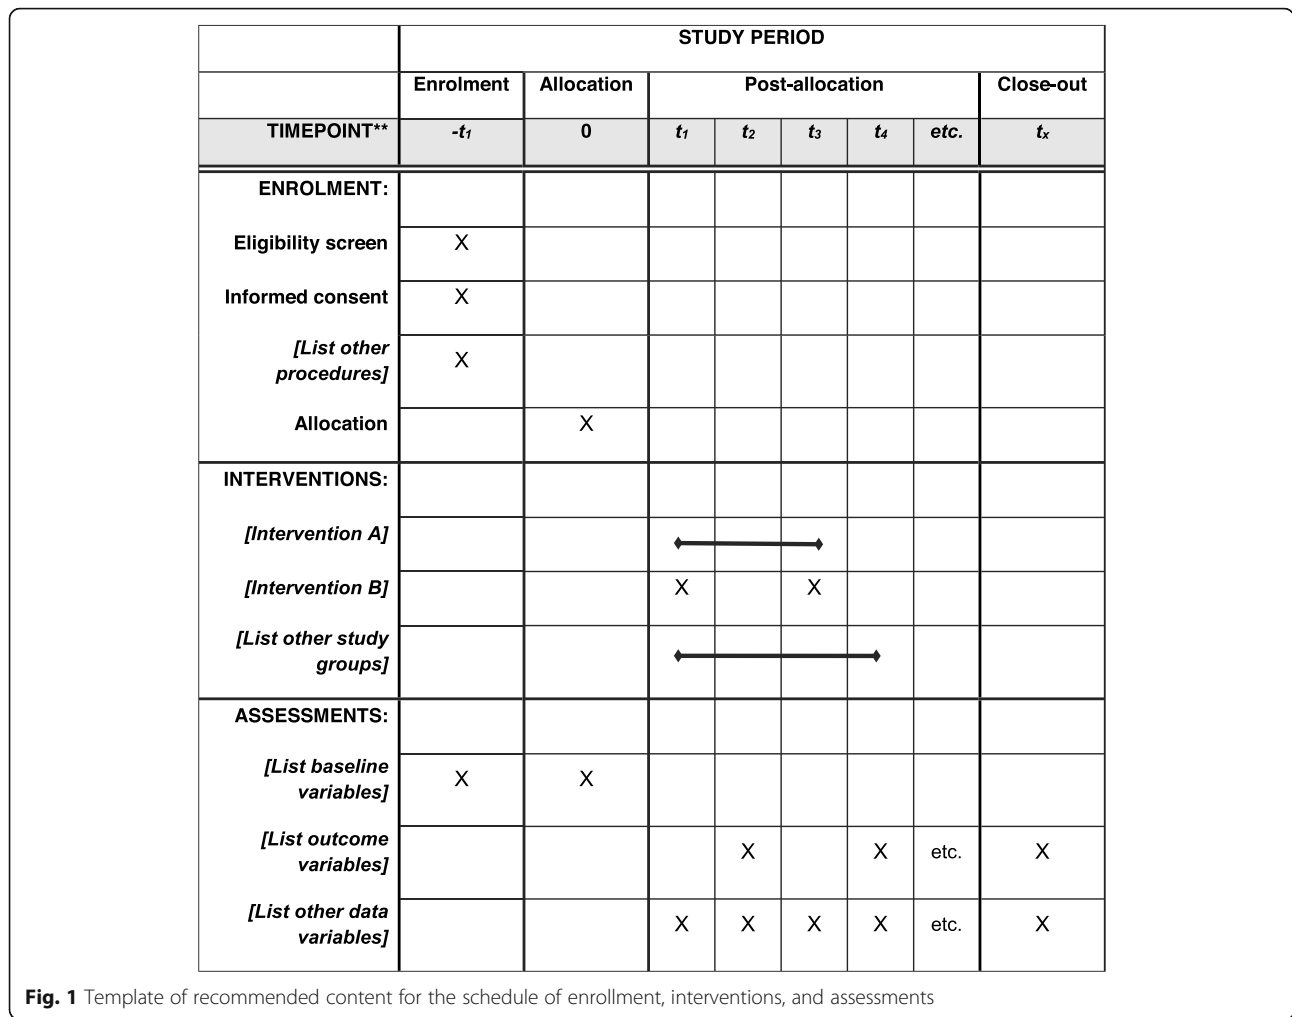 STUDY PERIOD
Enrolment Allocation Post-allocation Close-out
TIMEPOINT** -t1 0 t1 t2 t3 t4 etc. tx
ENROLMENT:
Eligibility screen X
Informed consent X
[List other
procedures] X
Allocation X
INTERVENTIONS:
[Intervention A]
[Intervention B] X X
[List other study
groups]
ASSESSMENTS:
[List baseline
variables] X X
[List outcome
variables] X X etc. X
[List other data
variables] X X X X etc. X
Fig. 1 Template of recommended content for the schedule of enrollment, interventions, and assessments